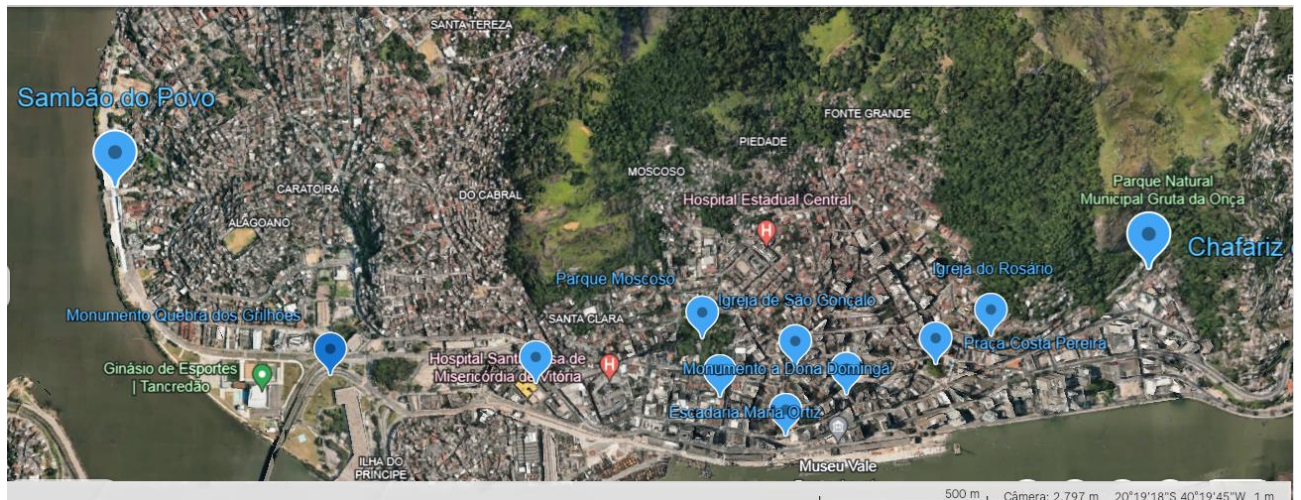 SANTA TEREZA
Sambão do Povo
FONTE GRANDE
PIEDADE
MOSCOSO
CARATOÍRA
DO CABRAL
Parque Natural
Municipal Gruta da Onça
Hospital Estadual Central
ALAGOANO
Chafariz
Igreja do Rosário
Parque Moscoso
Igreja de São Gonçalo
Monumento Quebra dos Grilhões
SANTA CLARA
Praça Costa Pereira
Hospital Santa Casa de
Misericórdia de Vitória
Ginásio de Esportes
| Tancredão
Monumento a Dona Dominga
Escadaria Maria Ortiz
ILHA DO
PRÍNCIPE
Museu Vale
500 m Câmera: 2.797 m 20°19'18"S 40°19'45"W 1 m